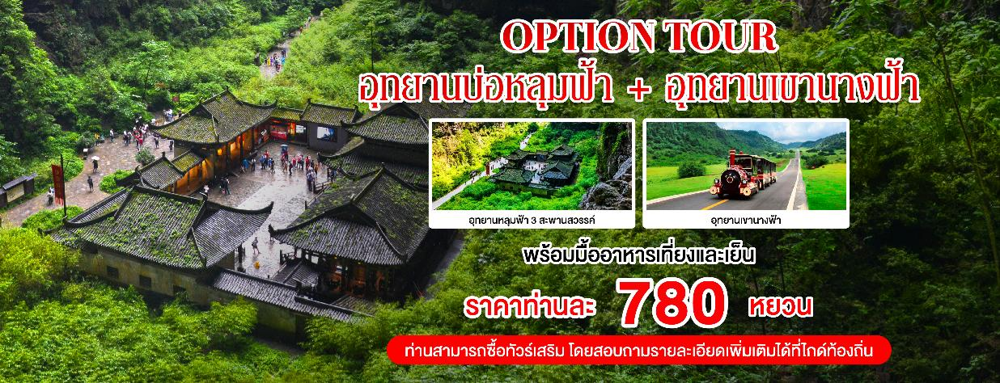 OPTION TOUR
อุทยานบ่อหลุมฟ้า + อุทยานเขานางฟ้า
อุทยานหลุมฟ้า 3 สะพานสวรรค์
อุทยานเขานางฟ้า
พร้อมมื้ออาหารเที่ยงและเย็น
ราคาท่านละ 780 หยวน
ท่านสามารถซื้อทัวร์เสริม โดยสอบถามรายละเอียดเพิ่มเติมได้ที่ไกด์ท้องถิ่น